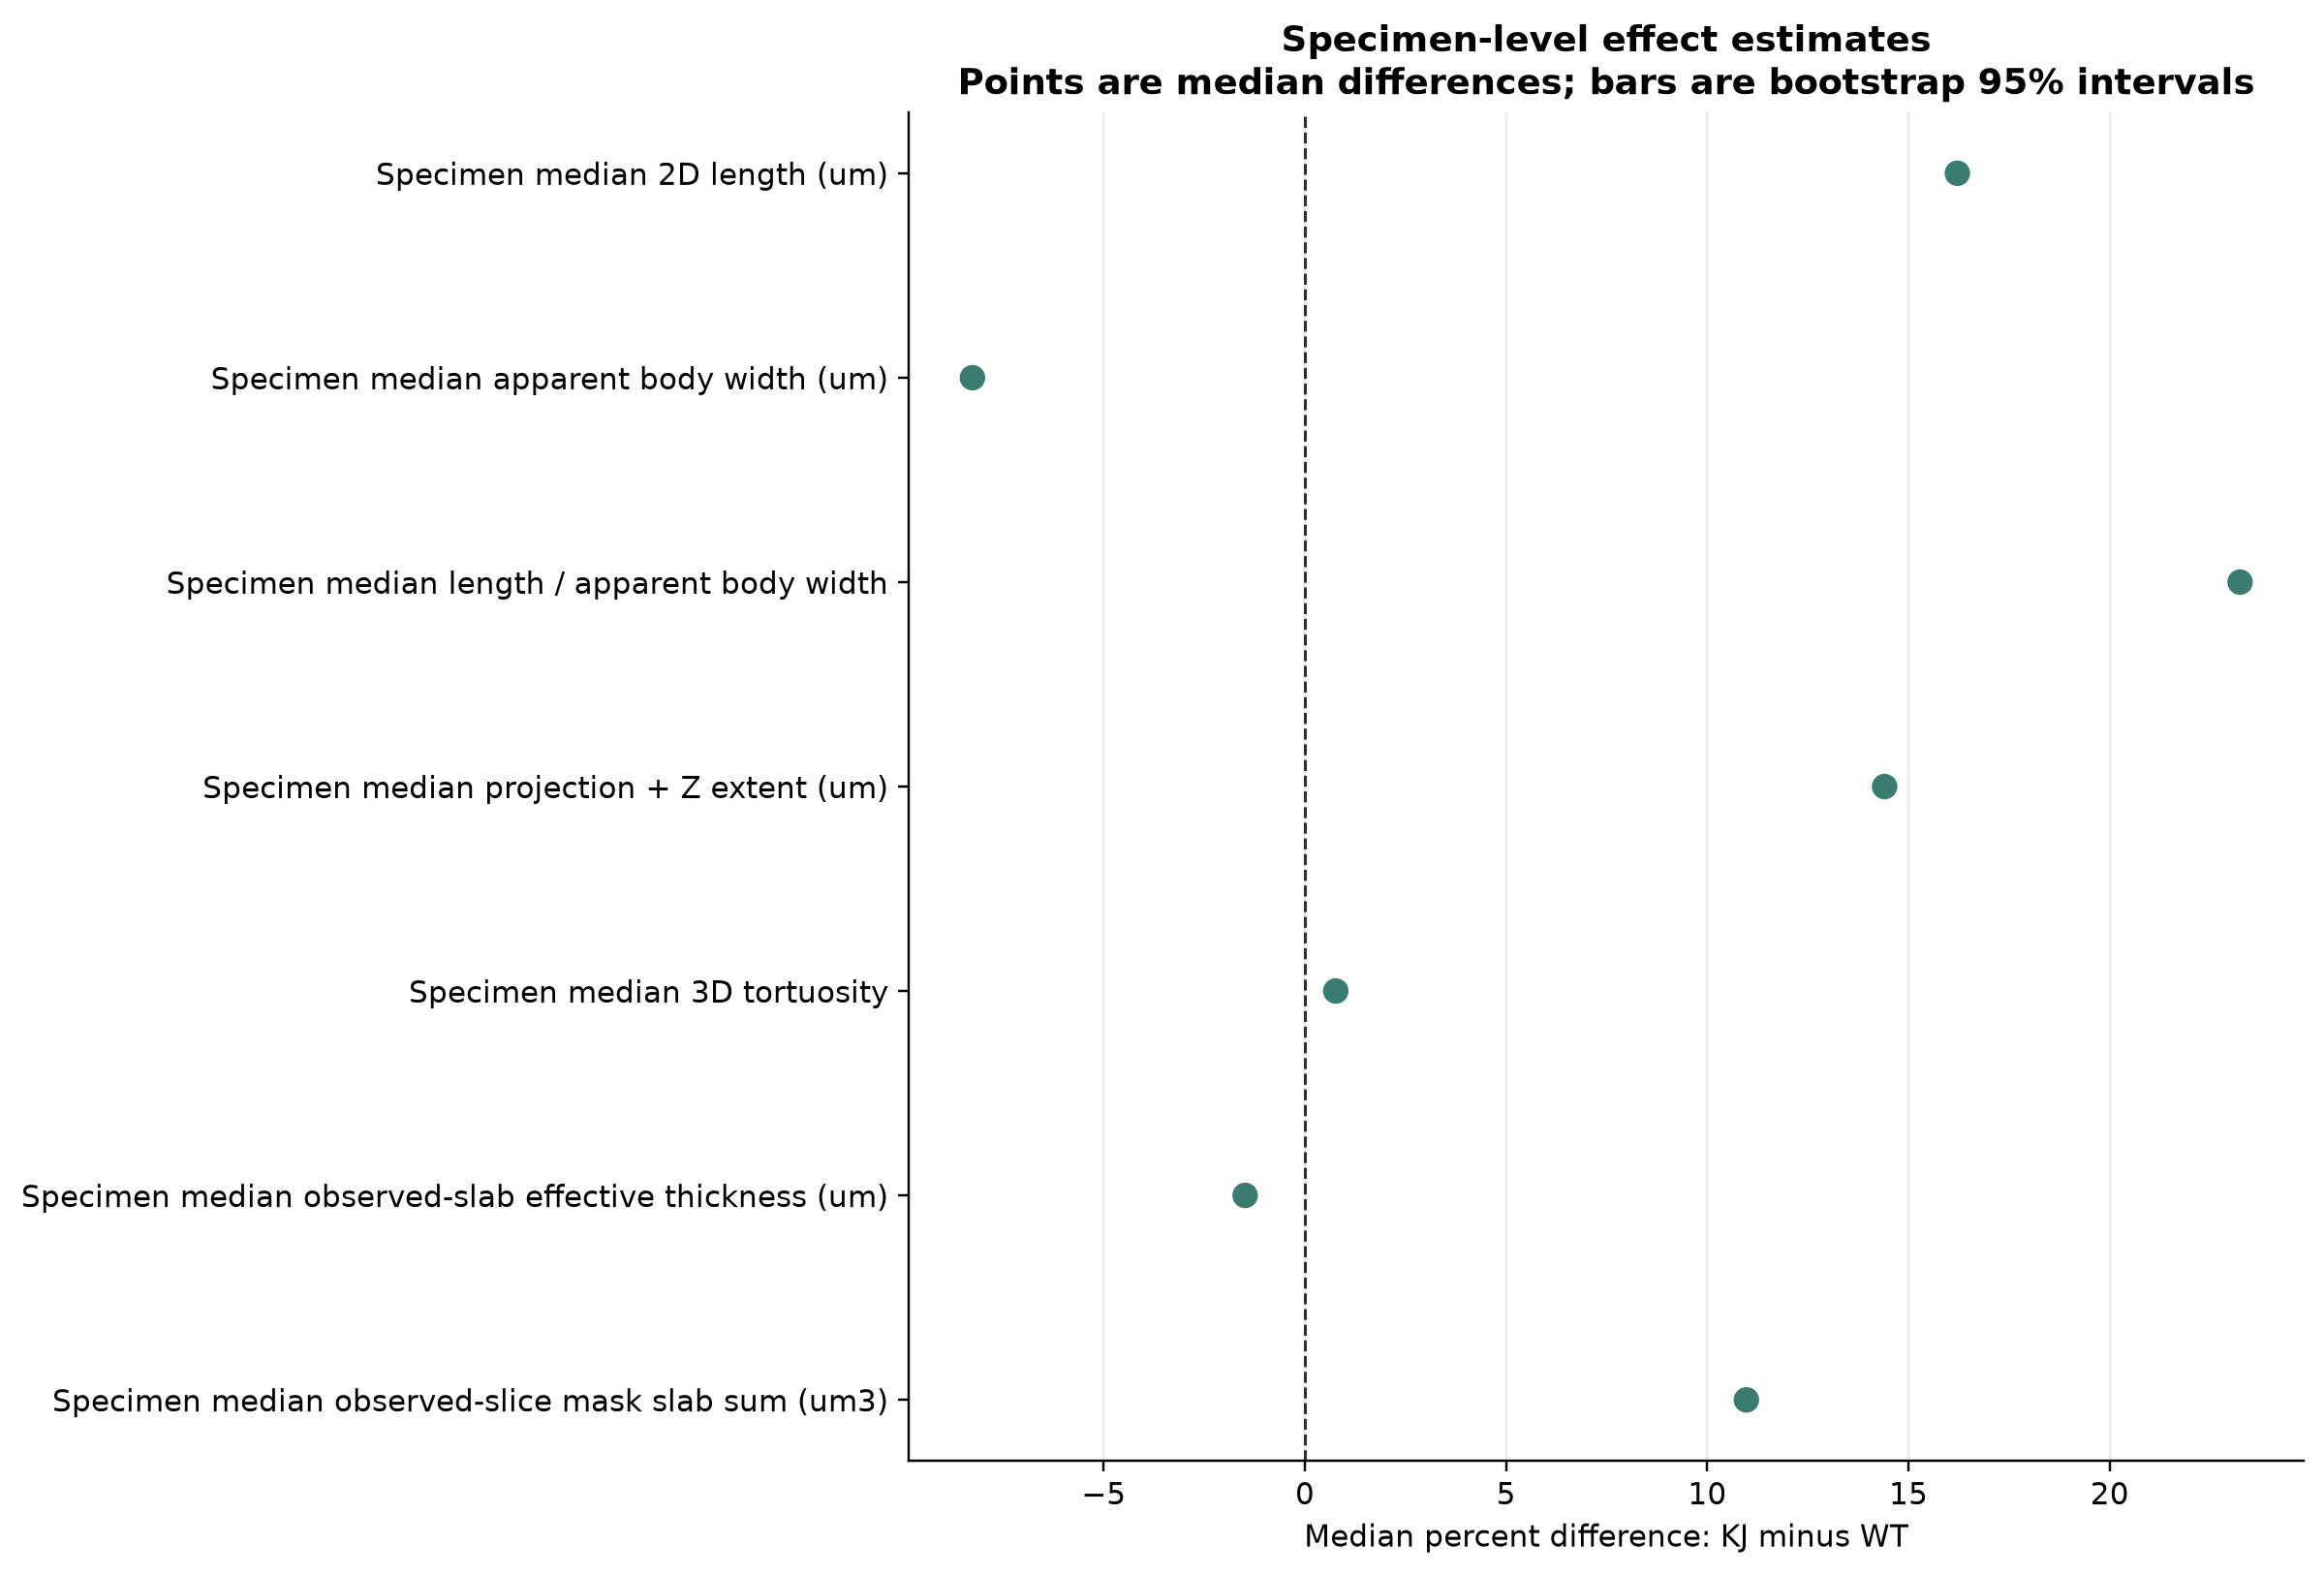 Specimen-level effect estimates
Points are median differences; bars are bootstrap 95% intervals
Specimen median 2D length (um)
Specimen median apparent body width (um)
Specimen median length / apparent body width
Specimen median projection + Z extent (um)
Specimen median 3D tortuosity
Specimen median observed-slab effective thickness (um)
Specimen median observed-slice mask slab sum (um3)
−5 0 5 10 15 20
Median percent difference: KJ minus WT